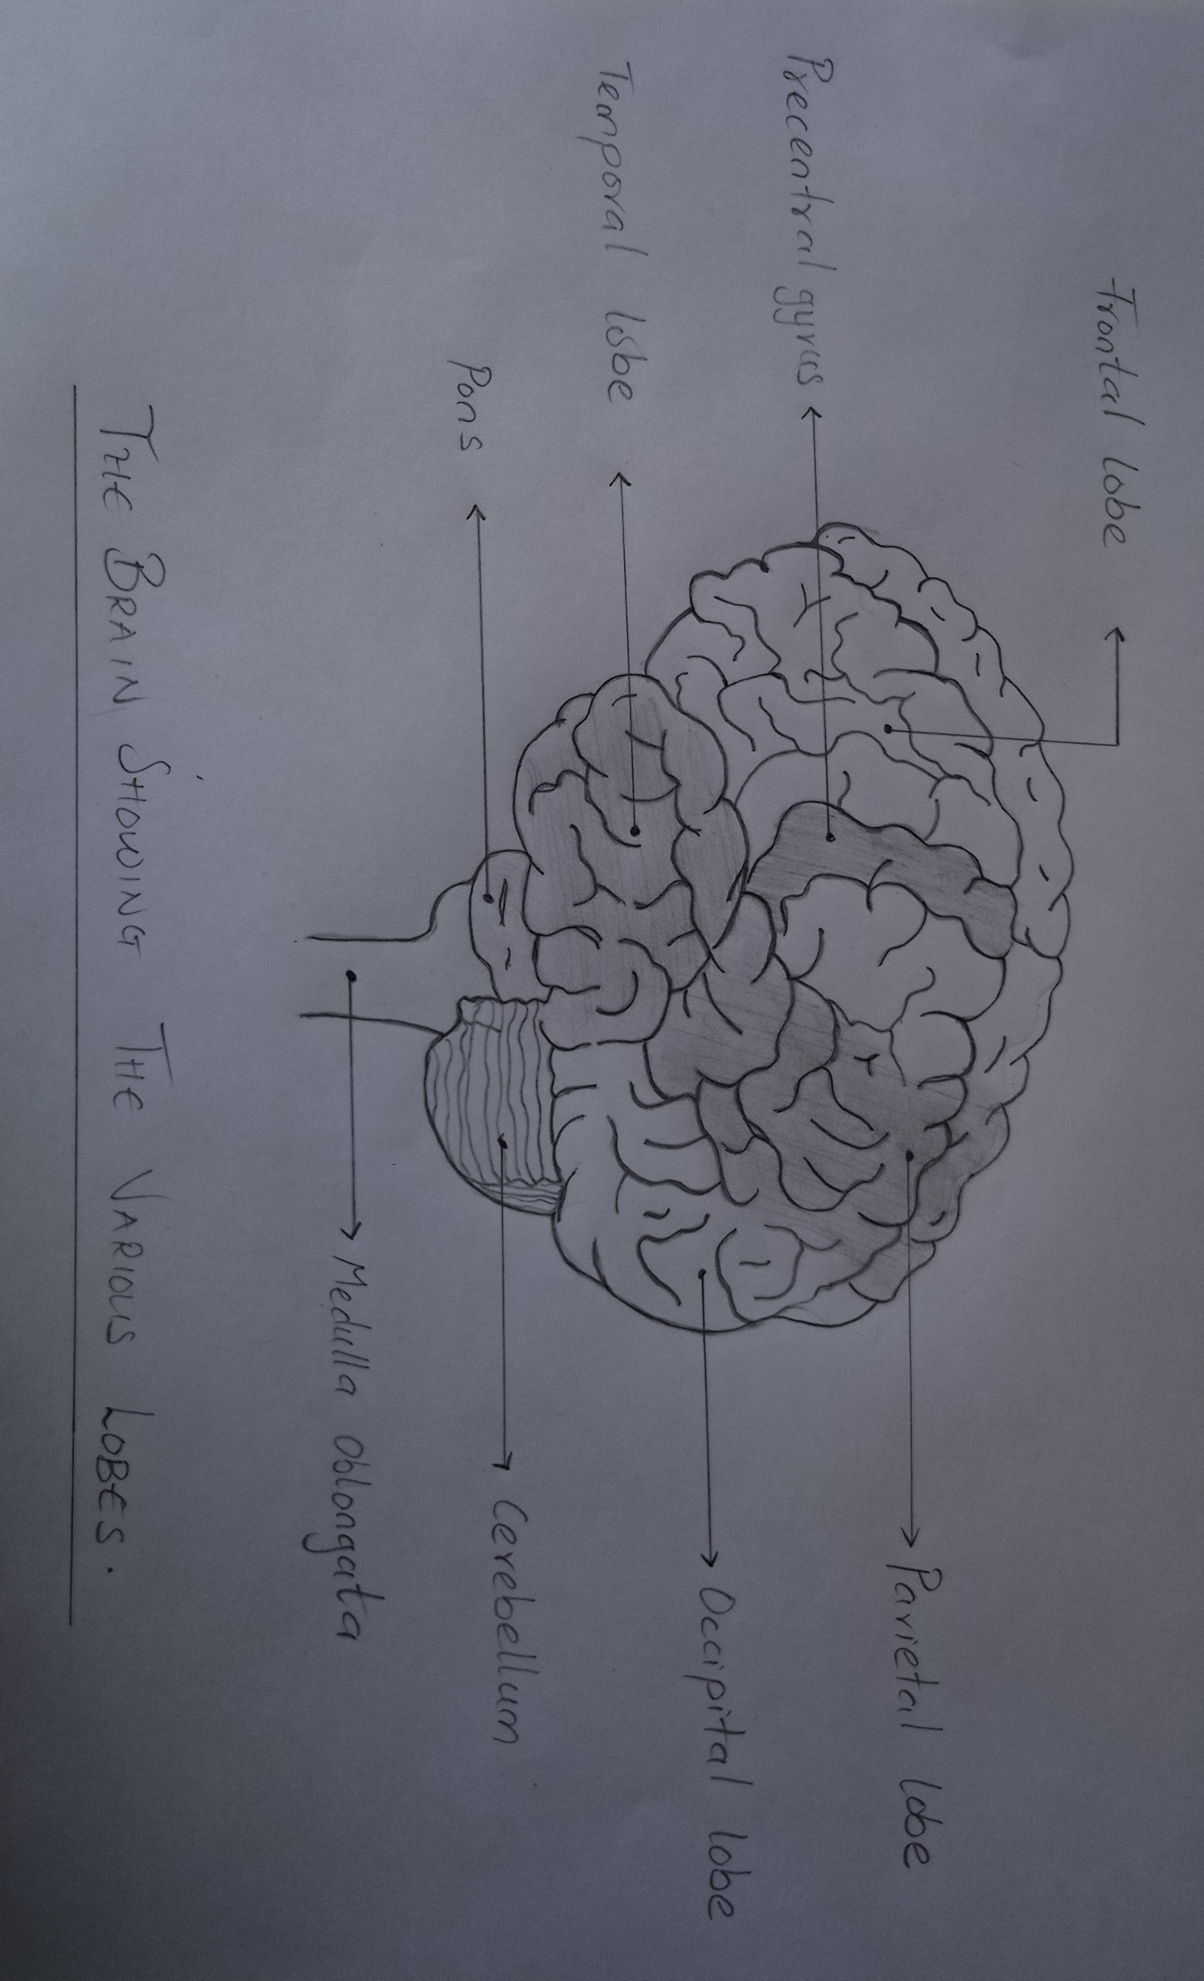 Frontal lobe
Precentral gyrus
Parietal lobe
Temporal lobe
Occipital lobe
Pons
Cerebellum
Medulla oblongata
THE BRAIN SHOWING THE VARIOUS LOBES.